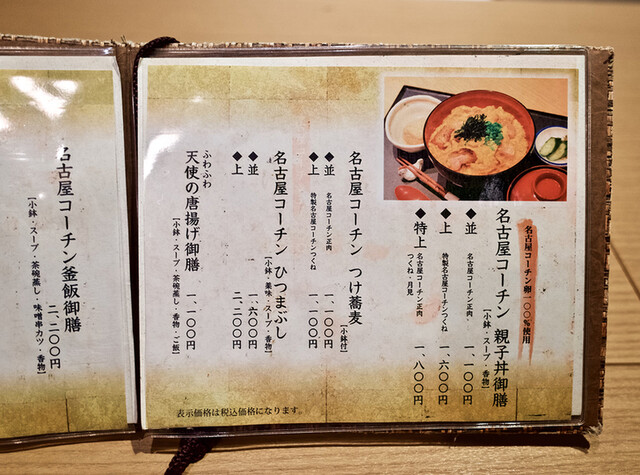 名古屋コーチン卵一〇〇％使用
名古屋コーチン 親子丼御膳
【小鉢・スープ・香物】
◆並 名古屋コーチン正肉 一、一〇〇円
◆上 名古屋コーチン正肉・特製名古屋コーチンつくね 一、六〇〇円
◆特上 名古屋コーチン正肉 つくね・月見 一、八〇〇円
名古屋コーチン つけ蕎麦
【小鉢付】
◆並 名古屋コーチン正肉 一、一〇〇円
◆上 特製名古屋コーチンつくね 一、一〇〇円
名古屋コーチン ひつまぶし
【小鉢・薬味・スープ・香物】
◆並 一、六〇〇円
◆上 二、二〇〇円
ふわふわ
天使の唐揚げ御膳 一、一〇〇円
【小鉢・スープ・茶碗蒸し・香物・ご飯】
表示価格は税込価格になります。
名古屋コーチン釜飯御膳
二、二〇〇円
【小鉢・スープ・茶碗蒸し・味噌串カツ・香物】